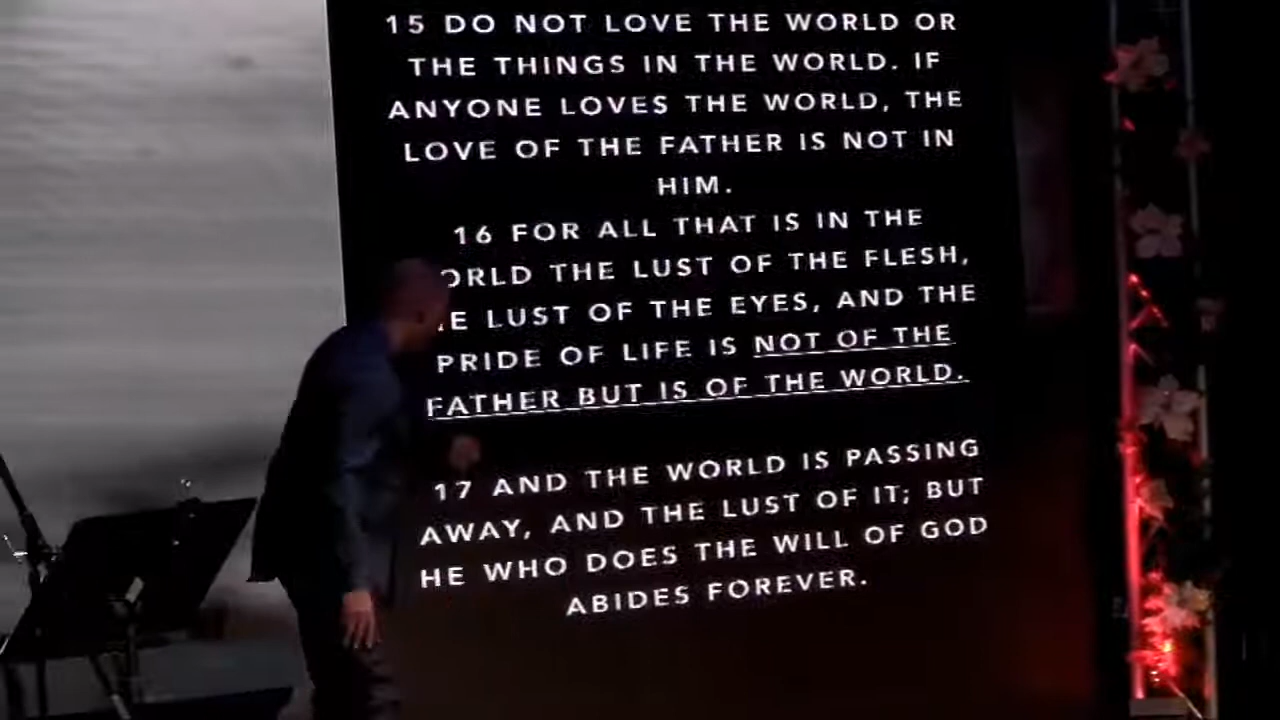 15 DO NOT LOVE THE WORLD OR
THE THINGS IN THE WORLD. IF
ANYONE LOVES THE WORLD, THE
LOVE OF THE FATHER IS NOT IN
HIM.
16 FOR ALL THAT IS IN THE
ORLD THE LUST OF THE FLESH,
E LUST OF THE EYES, AND THE
PRIDE OF LIFE IS NOT OF THE
FATHER BUT IS OF THE WORLD.
17 AND THE WORLD IS PASSING
AWAY, AND THE LUST OF IT; BUT
HE WHO DOES THE WILL OF GOD
ABIDES FOREVER.